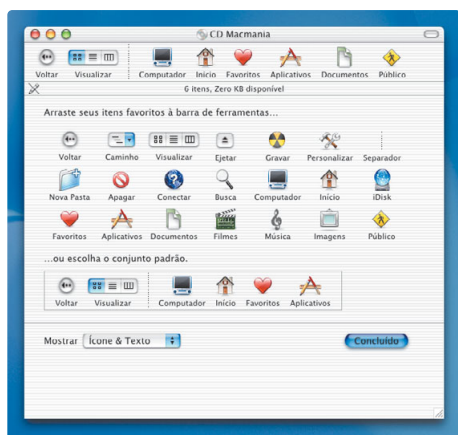 CD Macmania
Voltar Visualizar Computador Início Favoritos Aplicativos Documentos Público
6 itens, Zero KB disponível
Arraste seus itens favoritos à barra de ferramentas...
Voltar Caminho Visualizar Ejetar Gravar Personalizar Separador
Nova Pasta Apagar Conectar Busca Computador Início iDisk
Favoritos Aplicativos Documentos Filmes Música Imagens Público
...ou escolha o conjunto padrão.
Voltar Visualizar Computador Início Favoritos Aplicativos
Mostrar Ícone & Texto Concluído